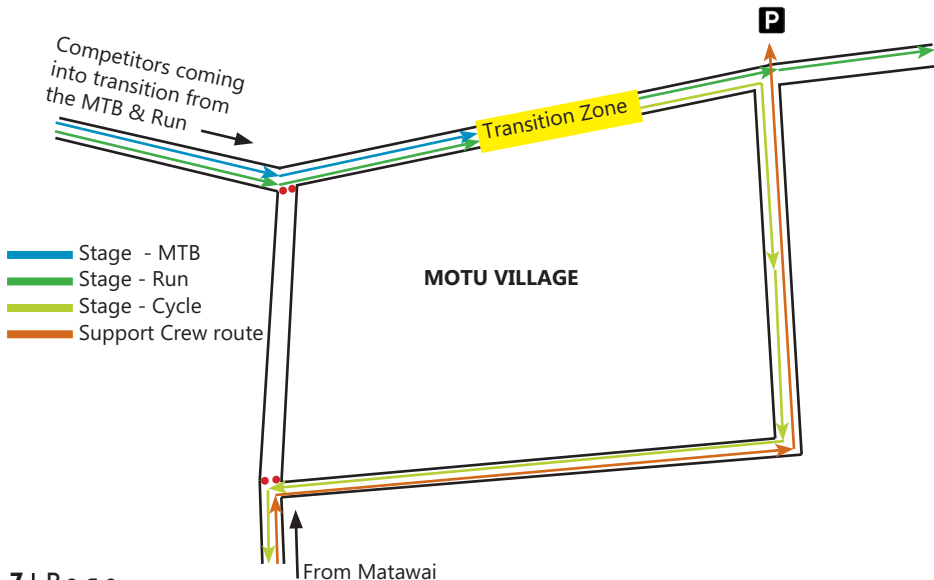 P
Competitors coming
into transition from
the MTB & Run
Transition Zone
Stage - MTB
Stage - Run
Stage - Cycle
Support Crew route
MOTU VILLAGE
From Matawai
7 |